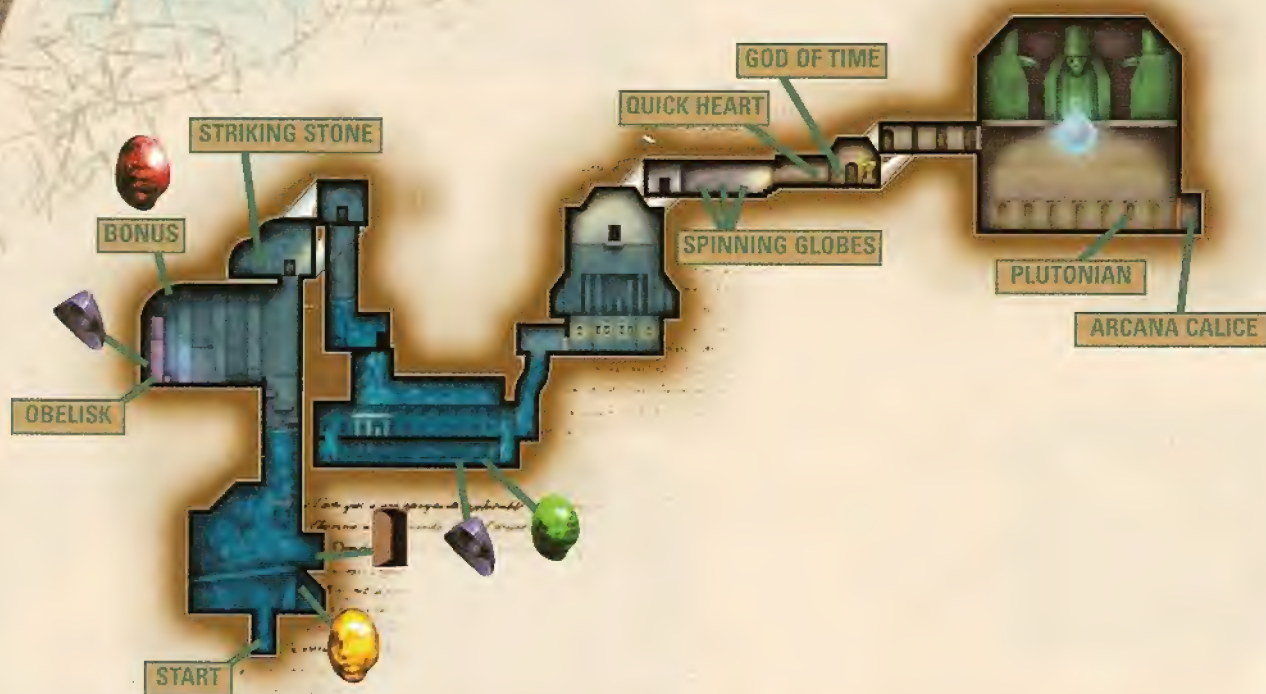 GOD OF TIME
QUICK HEART
STRIKING STONE
BONUS
SPINNING GLOBES
PLUTONIAN
ARCANA CALICE
OBELISK
START